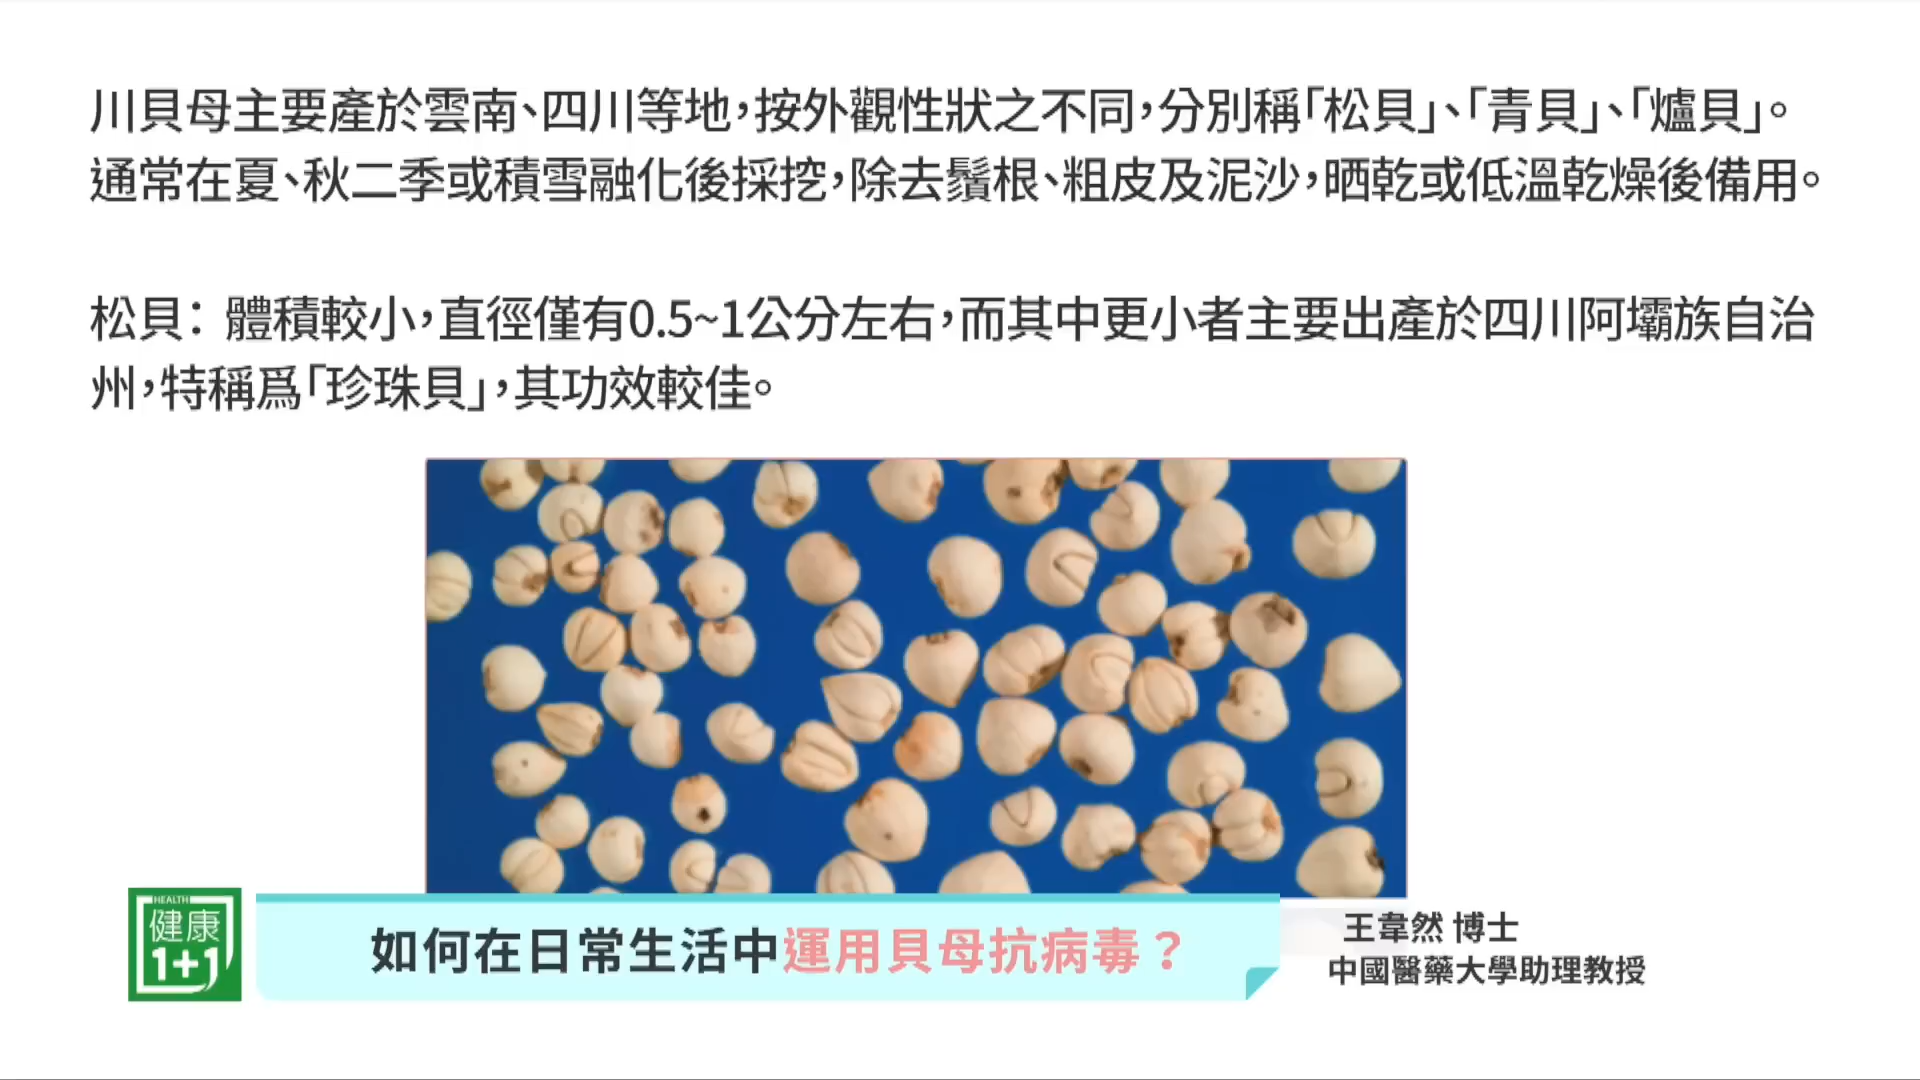 川貝母主要產於雲南、四川等地，按外觀性狀之不同，分別稱「松貝」、「青貝」、「爐貝」。
通常在夏、秋二季或積雪融化後採挖，除去鬚根、粗皮及泥沙，晒乾或低溫乾燥後備用。
松貝： 體積較小，直徑僅有0.5~1公分左右，而其中更小者主要出產於四川阿壩族自治
州，特稱爲「珍珠貝」，其功效較佳。
HEALTH
健康
1+1
如何在日常生活中運用貝母抗病毒？
王韋然 博士
中國醫藥大學助理教授